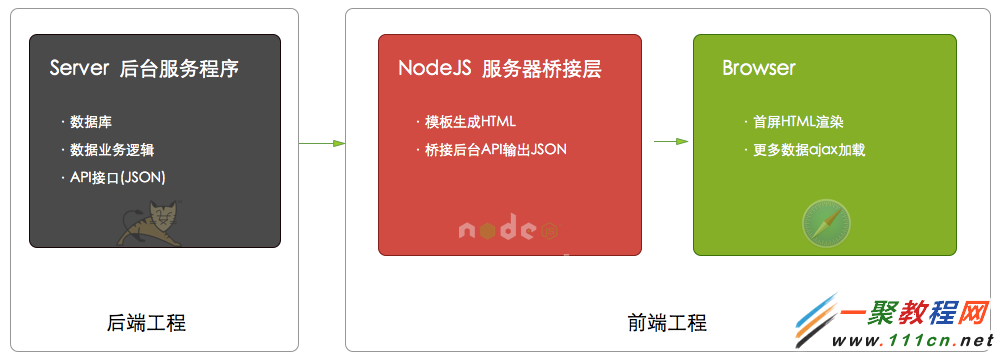 Server 后台服务程序
· 数据库
· 数据业务逻辑
· API接口(JSON)
后端工程
NodeJS 服务器桥接层
· 模板生成HTML
· 桥接后台API输出JSON
node
Browser
· 首屏HTML渲染
· 更多数据ajax加载
前端工程
一聚教程网
www.111cn.net